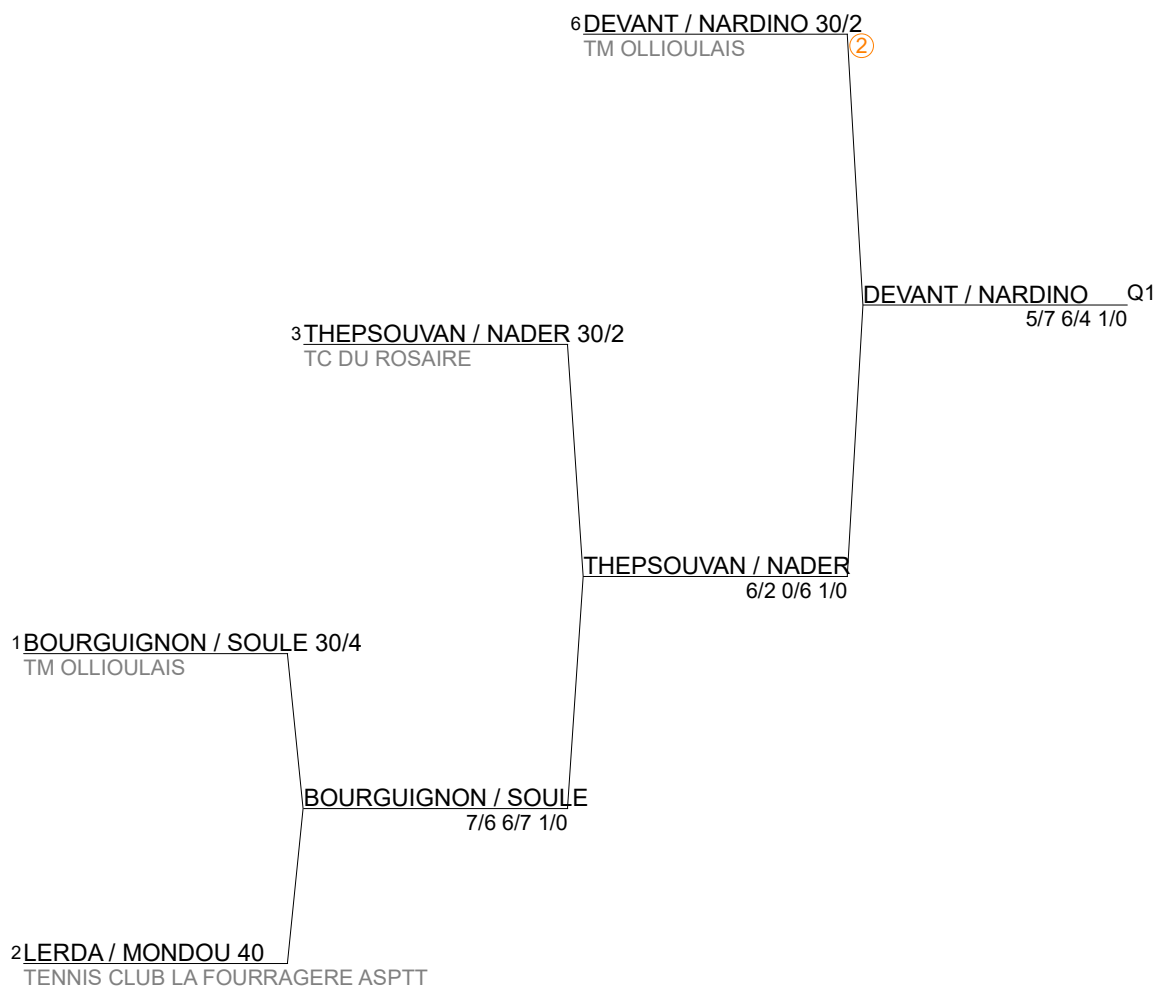 6 DEVANT / NARDINO 30/2
TM OLLIOULAIS
②
DEVANT / NARDINO Q1
5/7 6/4 1/0
3 THEPSOUVAN / NADER 30/2
TC DU ROSAIRE
THEPSOUVAN / NADER
6/2 0/6 1/0
1 BOURGUIGNON / SOULE 30/4
TM OLLIOULAIS
BOURGUIGNON / SOULE
7/6 6/7 1/0
2 LERDA / MONDOU 40
TENNIS CLUB LA FOURRAGERE ASPTT